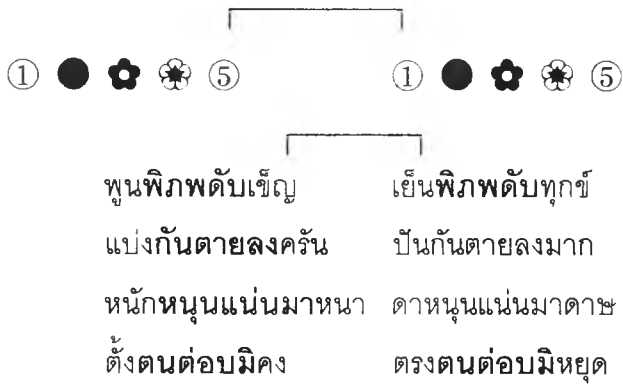 ① ● ✿ ❀ ⑤ ① ● ✿ ❀ ⑤
พูนพิภพดับเข็ญ เย็นพิภพดับทุกข์
แบ่งกันตายลงครัน ปันกันตายลงมาก
หนักหนุนแน่นมาหนา ดาหนุนแน่นมาดาษ
ตั้งตนต่อบมิคง ตรงตนต่อบมิหยุด